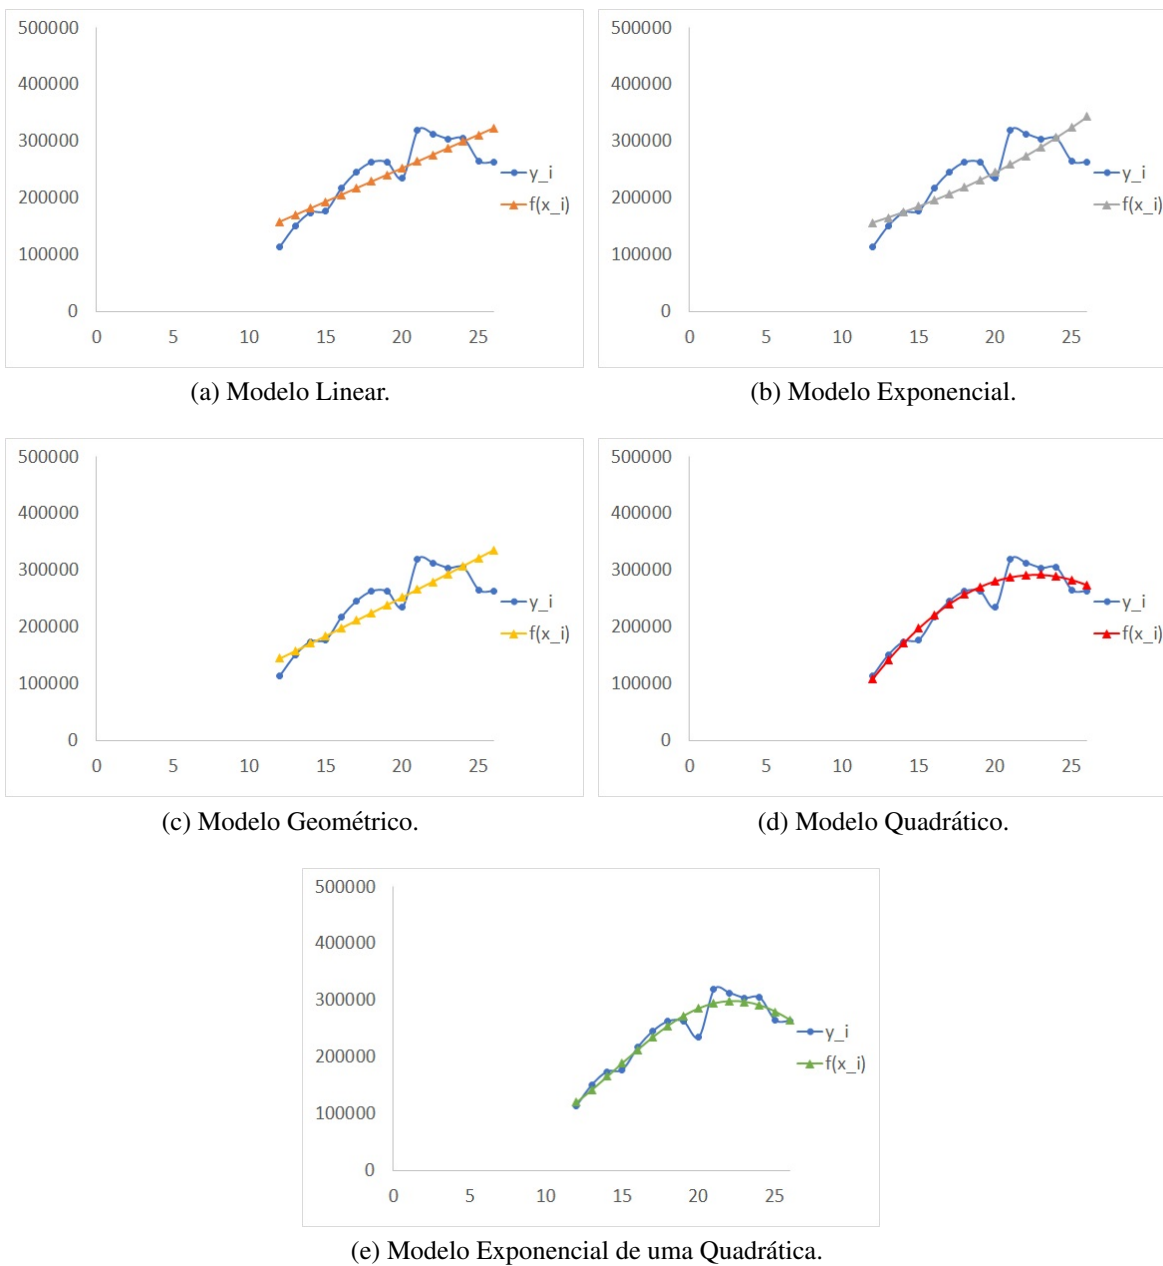 500000
400000
300000
200000
100000
0
0 5 10 15 20 25
y_i
f(x_i)
(a) Modelo Linear.
500000
400000
300000
200000
100000
0
0 5 10 15 20 25
y_i
f(x_i)
(b) Modelo Exponencial.
500000
400000
300000
200000
100000
0
0 5 10 15 20 25
y_i
f(x_i)
(c) Modelo Geométrico.
500000
400000
300000
200000
100000
0
0 5 10 15 20 25
y_i
f(x_i)
(d) Modelo Quadrático.
500000
400000
300000
200000
100000
0
0 5 10 15 20 25
y_i
f(x_i)
(e) Modelo Exponencial de uma Quadrática.